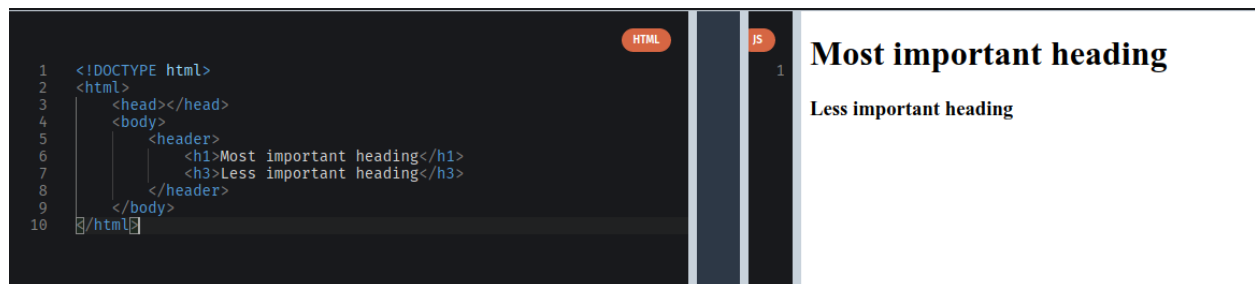 HTML
1 <!DOCTYPE html>
2 <html>
3 <head></head>
4 <body>
5 <header>
6 <h1>Most important heading</h1>
7 <h3>Less important heading</h3>
8 </header>
9 </body>
10 </html>
JS
1
Most important heading
Less important heading